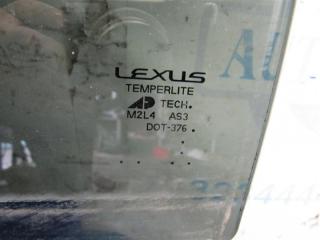 LEXUS
TEMPERLITE
AP TECH.
M2L4 AS3
DOT-376